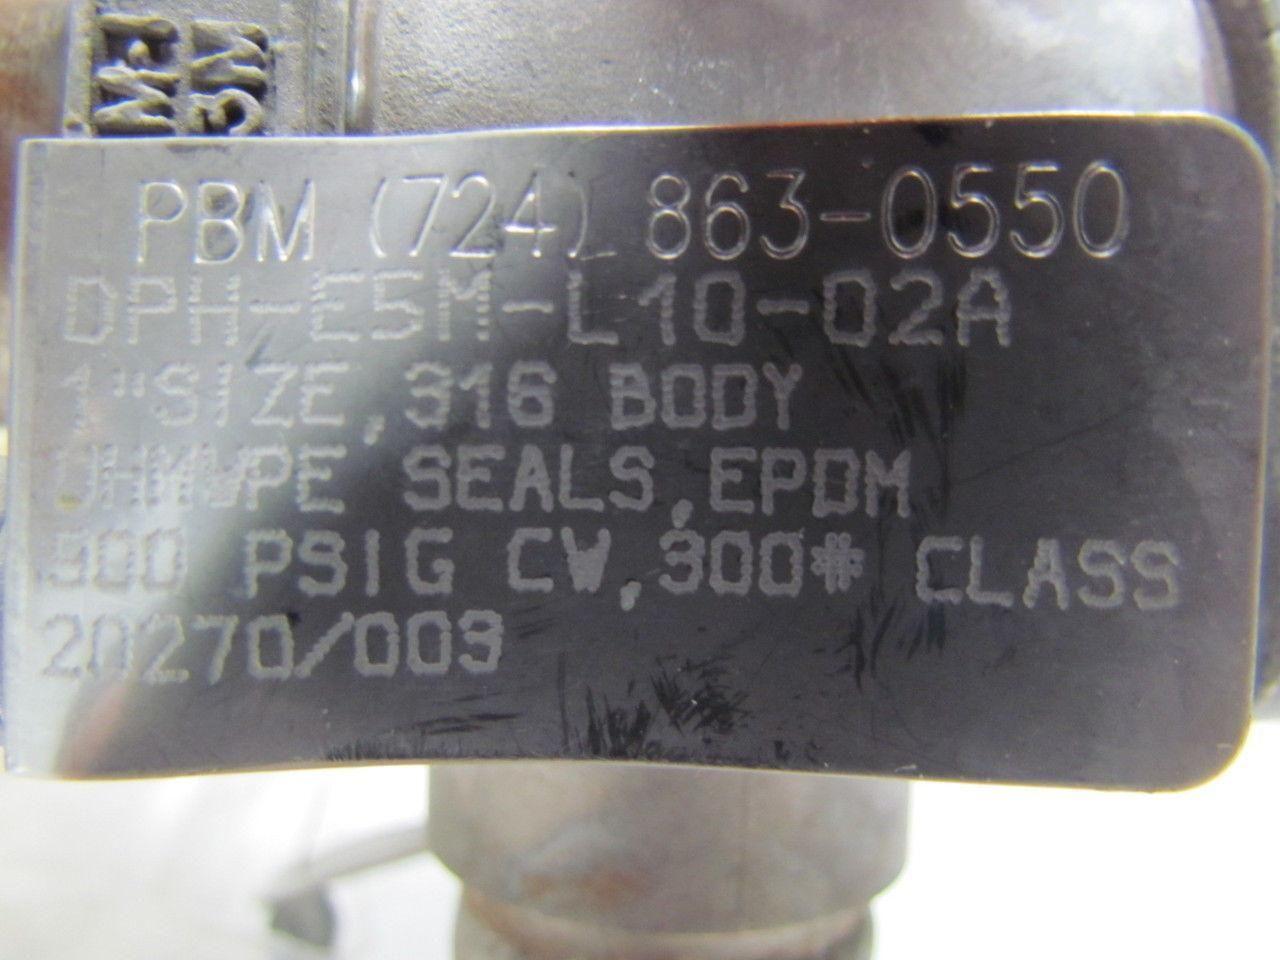 PBM (724) 863-0550
DPH-E5M-L10-02A
1" SIZE, 316 BODY
UHMWPE SEALS, EPDM
300 PSIG CW, 300# CLASS
20270/003